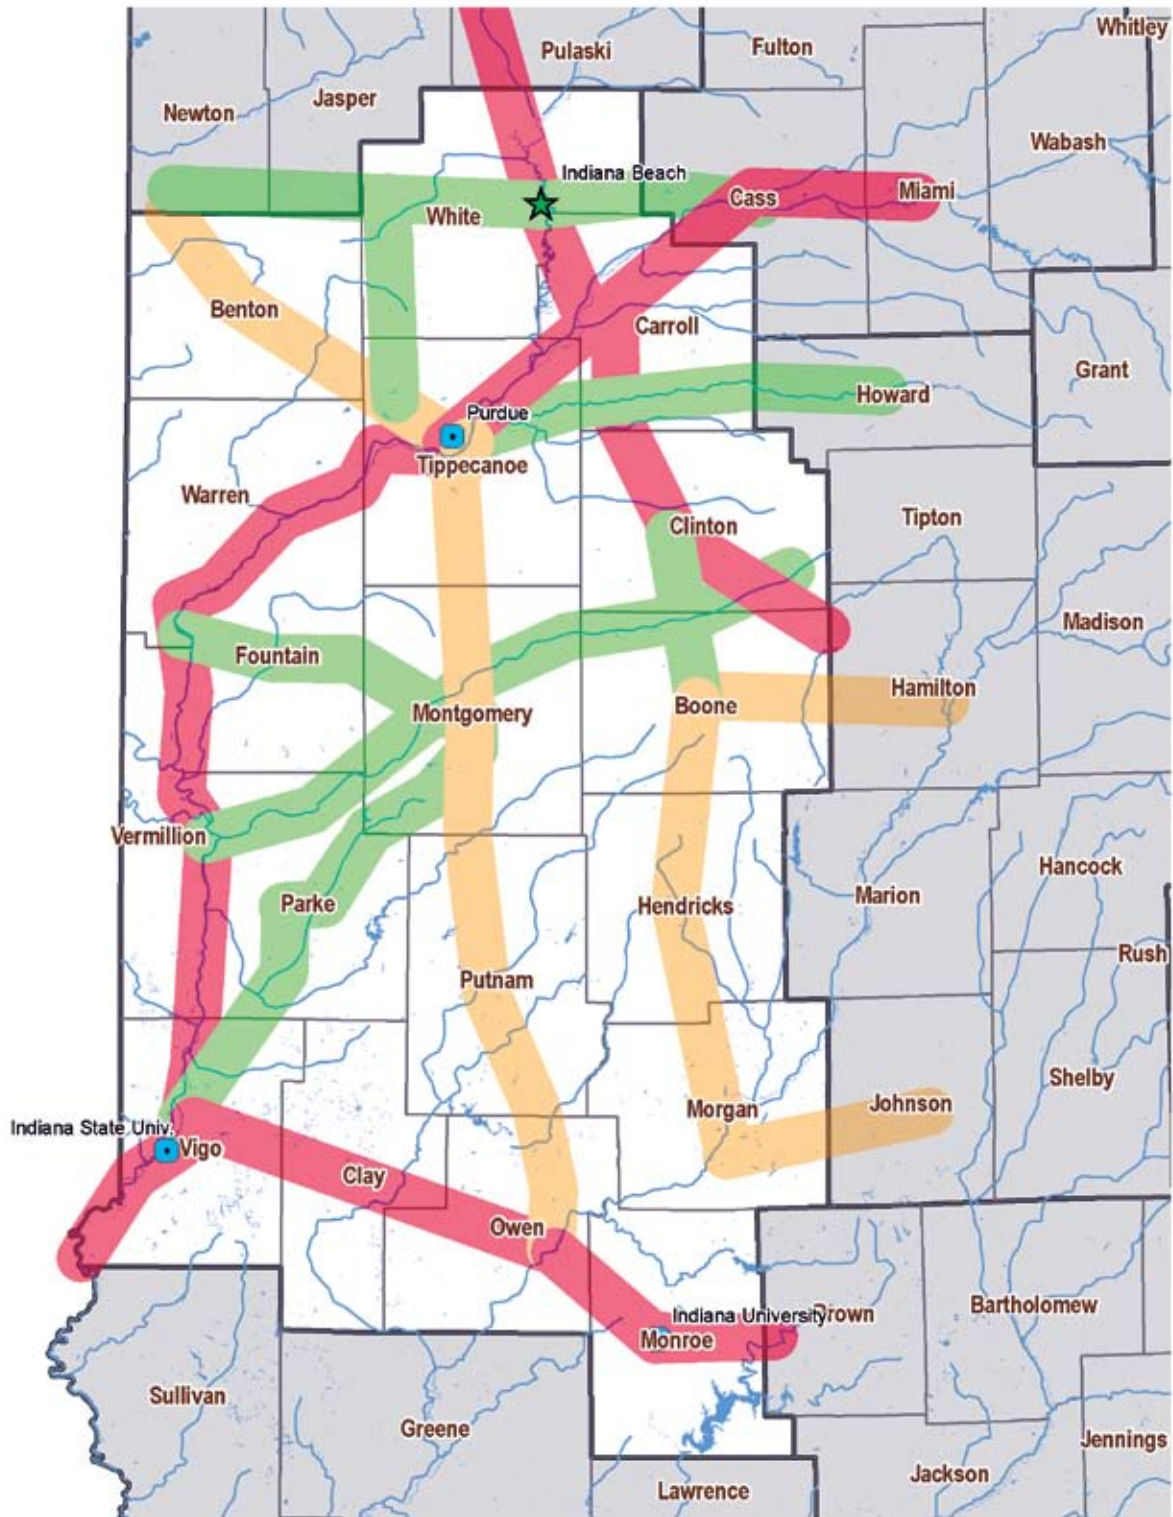 Whitley
Pulaski
Fulton
Jasper
Newton
Wabash
Indiana Beach
Cass
Miami
White
Benton
Carroll
Grant
Howard
Purdue
Tippecanoe
Warren
Clinton
Tipton
Madison
Fountain
Hamilton
Boone
Montgomery
Vermillion
Hancock
Marion
Parke
Hendricks
Rush
Putnam
Shelby
Johnson
Morgan
Indiana State Univ.
Vigo
Clay
Owen
Bartholomew
Indiana University
Brown
Monroe
Sullivan
Greene
Jennings
Jackson
Lawrence